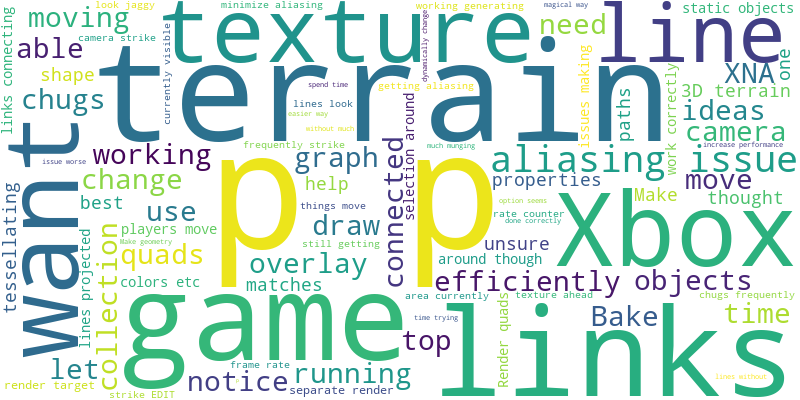 look jaggy
minimize aliasing
working generating
magical way
static objects
moving
texture
need
line
camera strike
currently visible
dynamically change
links connecting
able
terrain
getting aliasing
issues making
XNA
one
shape
spend time
3D terrain
chugs
lines look
easier way
without much
paths
work correctly
ideas
camera
want
working
frequently strike
much munging
increase performance
issue worse
graph
connected
selection around
aliasing issue
change
help
properties
Make
move
best
use
things move
option seems
rate counter
done correctly
thought
tessellating
players move
draw
p p
unsure
Xbox
Make geometry
still getting
quads
overlay
around though
lines projected
collection
colors etc
matches
efficiently
objects
game
area currently
texture ahead
chugs frequently
let
time trying
Render quads
Bake
time
links
top
frame rate
running
render target
notice
separate render
strike EDIT
lines without